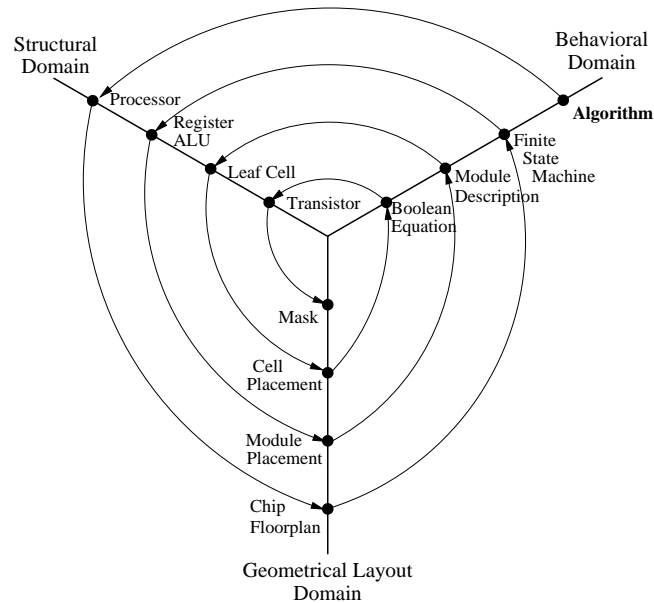 Structural
Domain
Behavioral
Domain
Processor
Algorithm
Register
ALU
Finite
State
Machine
Leaf Cell
Module
Description
Transistor
Boolean
Equation
Mask
Cell
Placement
Module
Placement
Chip
Floorplan
Geometrical Layout
Domain